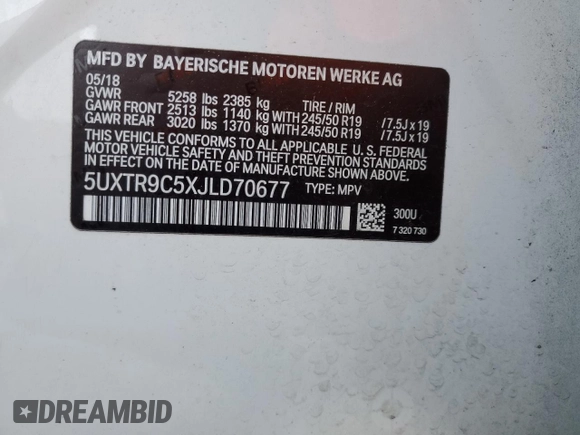 MFD BY BAYERISCHE MOTOREN WERKE AG
05/18
GVWR 5258 lbs 2385 kg TIRE / RIM
GAWR FRONT 2513 lbs 1140 kg WITH 245/50 R19 /7.5J x 19
GAWR REAR 3020 lbs 1370 kg WITH 245/50 R19 /7.5J x 19
THIS VEHICLE CONFORMS TO ALL APPLICABLE FEDERAL
MOTOR VEHICLE SAFETY AND THEFT PREVENTION STANDARDS
IN EFFECT ON THE DATE OF MANUFACTURE SHOWN ABOVE.
5UXTR9C5XJLD70677 TYPE: MPV
300U
7 320 730
DREAMBID